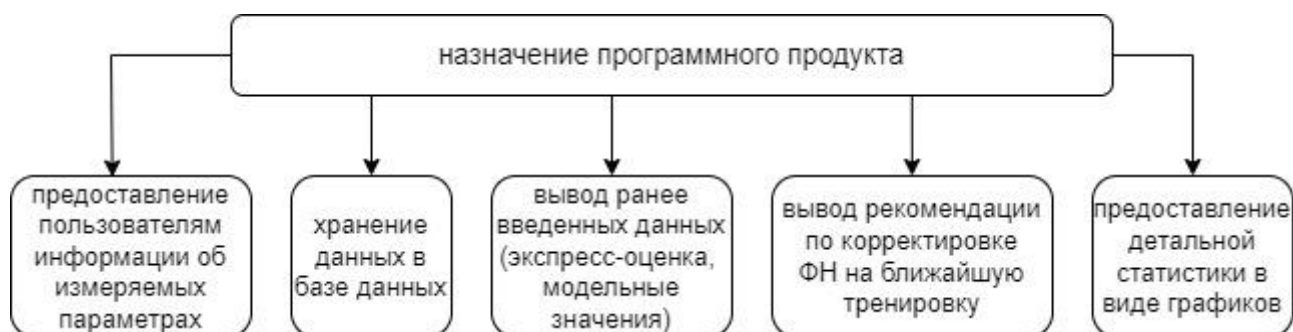 назначение программного продукта
предоставление
пользователям
информации об
измеряемых
параметрах
хранение
данных в
базе данных
вывод ранее
введенных данных
(экспресс-оценка,
модельные
значения)
вывод рекомендации
по корректировке
ФН на ближайшую
тренировку
предоставление
детальной
статистики в
виде графиков